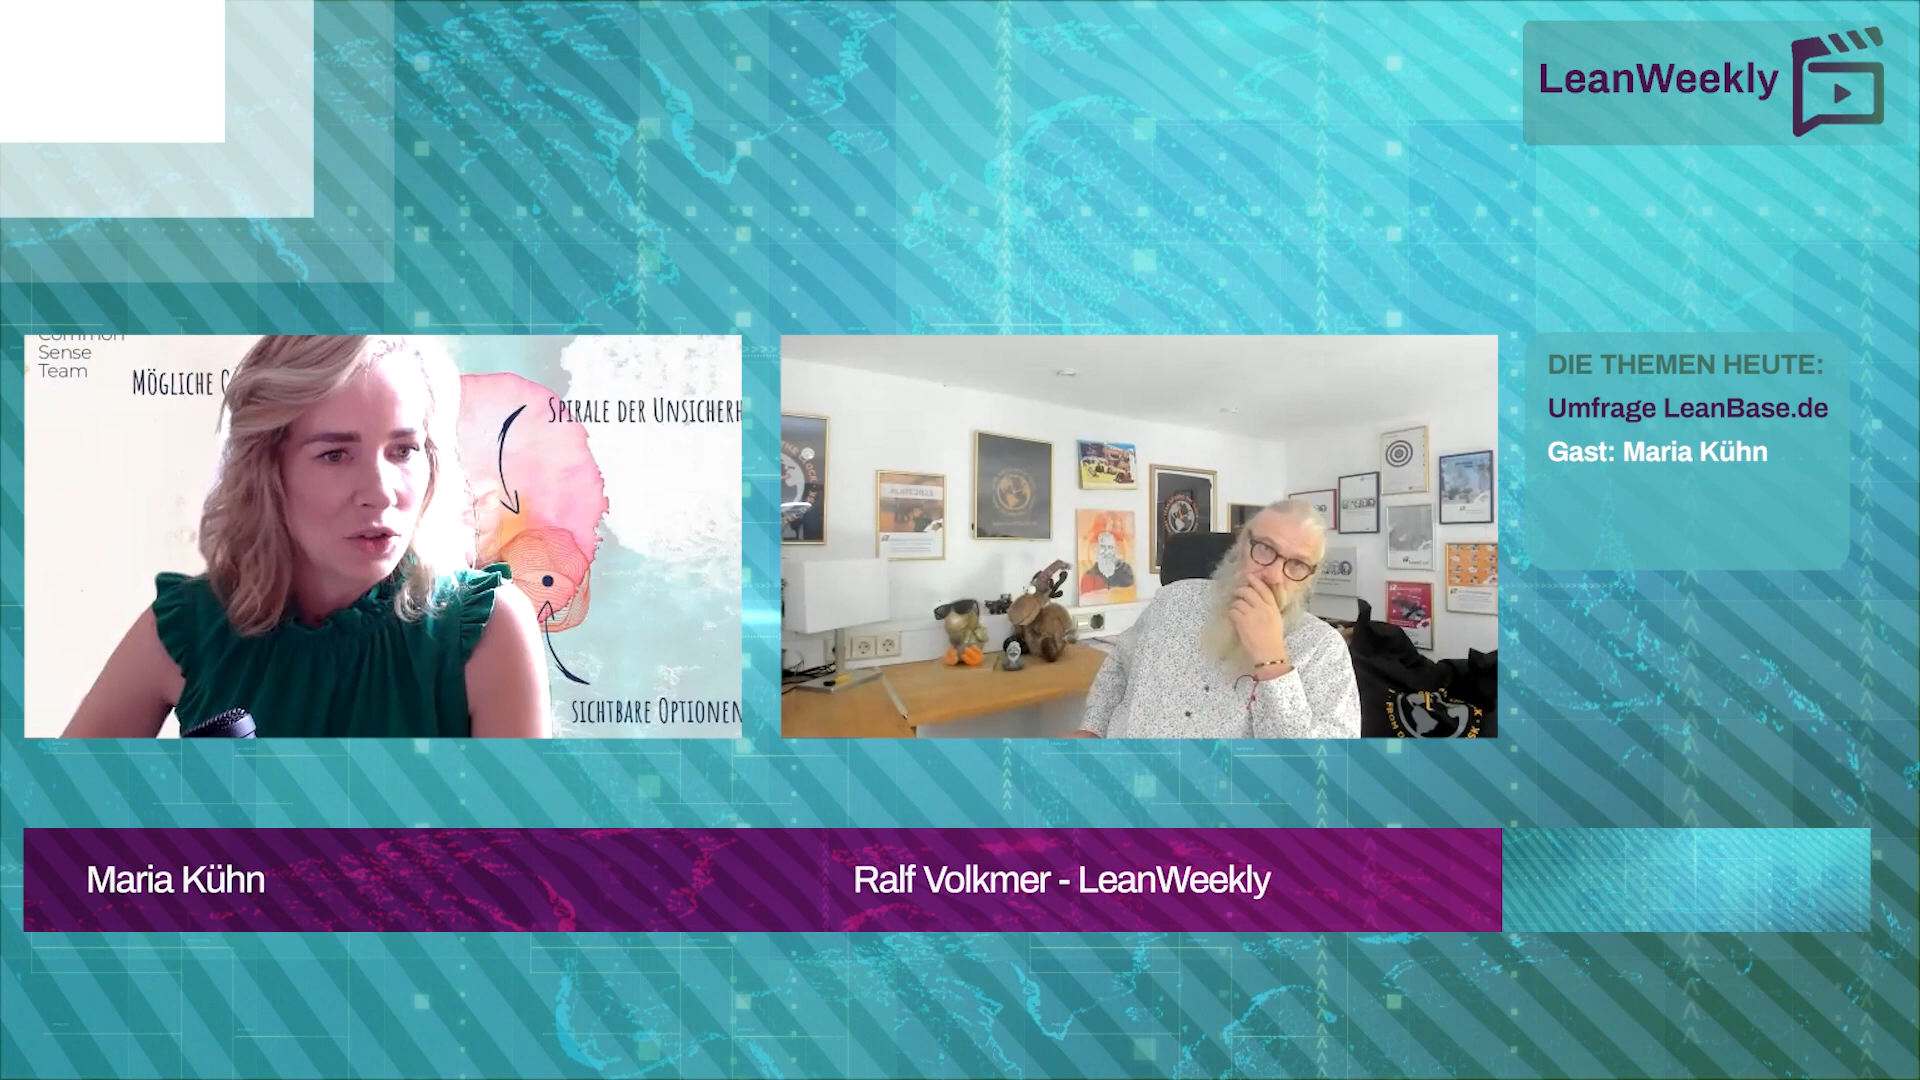 LeanWeekly
Common
Sense
Team
MÖGLICHE
SPIRALE DER UNSICHERH
SICHTBARE OPTIONEN
DIE THEMEN HEUTE:
Umfrage LeanBase.de
Gast: Maria Kühn
Maria Kühn
Ralf Volkmer - LeanWeekly